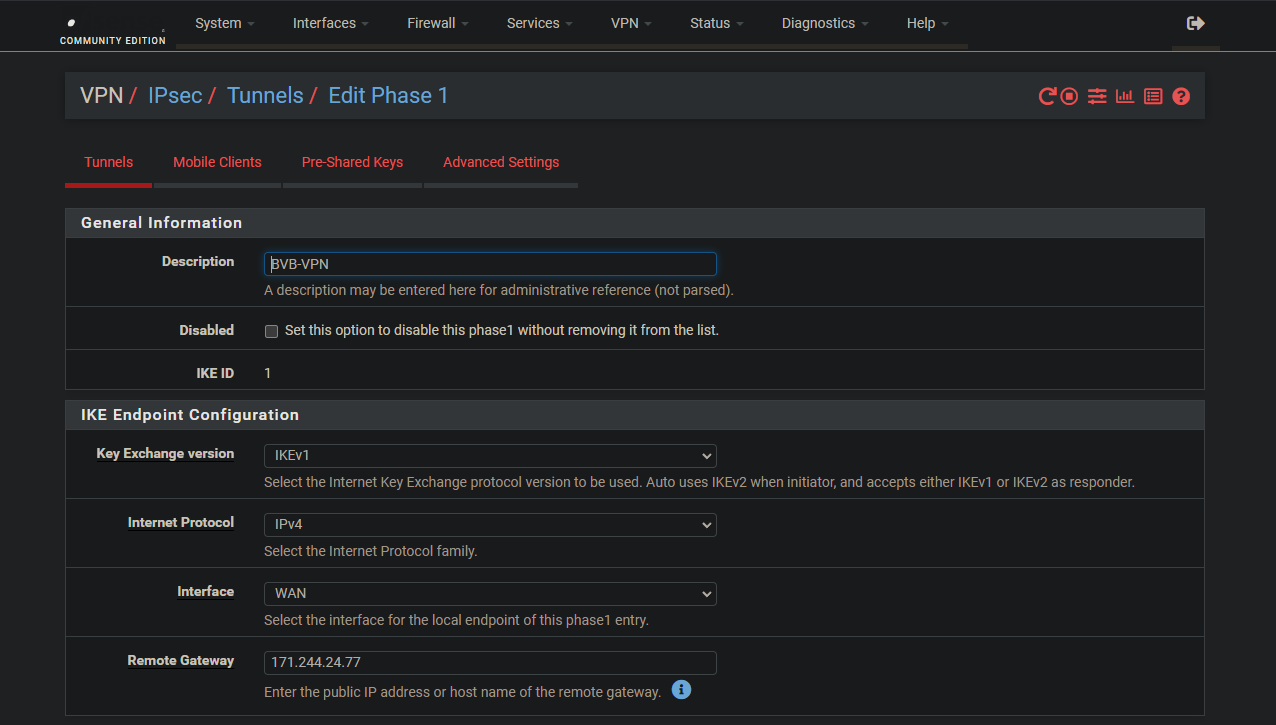 System Interfaces Firewall Services VPN Status Diagnostics Help
COMMUNITY EDITION
VPN / IPsec / Tunnels / Edit Phase 1
Tunnels Mobile Clients Pre-Shared Keys Advanced Settings
General Information
Description BVB-VPN
A description may be entered here for administrative reference (not parsed).
Disabled Set this option to disable this phase1 without removing it from the list.
IKE ID 1
IKE Endpoint Configuration
Key Exchange version IKEv1
Select the Internet Key Exchange protocol version to be used. Auto uses IKEv2 when initiator, and accepts either IKEv1 or IKEv2 as responder.
Internet Protocol IPv4
Select the Internet Protocol family.
Interface WAN
Select the interface for the local endpoint of this phase1 entry.
Remote Gateway 171.244.24.77
Enter the public IP address or host name of the remote gateway.